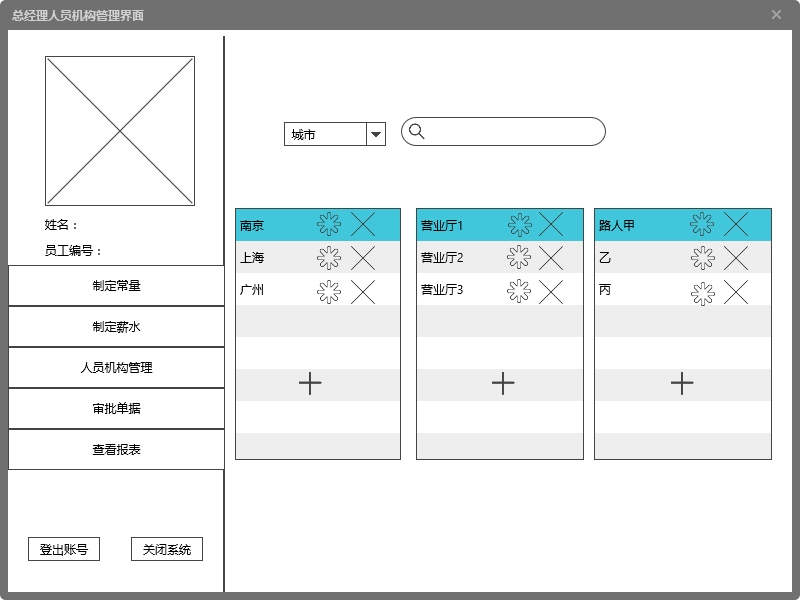 总经理人员机构管理界面
城市
姓名：
员工编号：
制定常量
制定薪水
人员机构管理
审批单据
查看报表
登出账号
关闭系统
南京
上海
广州
营业厅1
营业厅2
营业厅3
路人甲
乙
丙